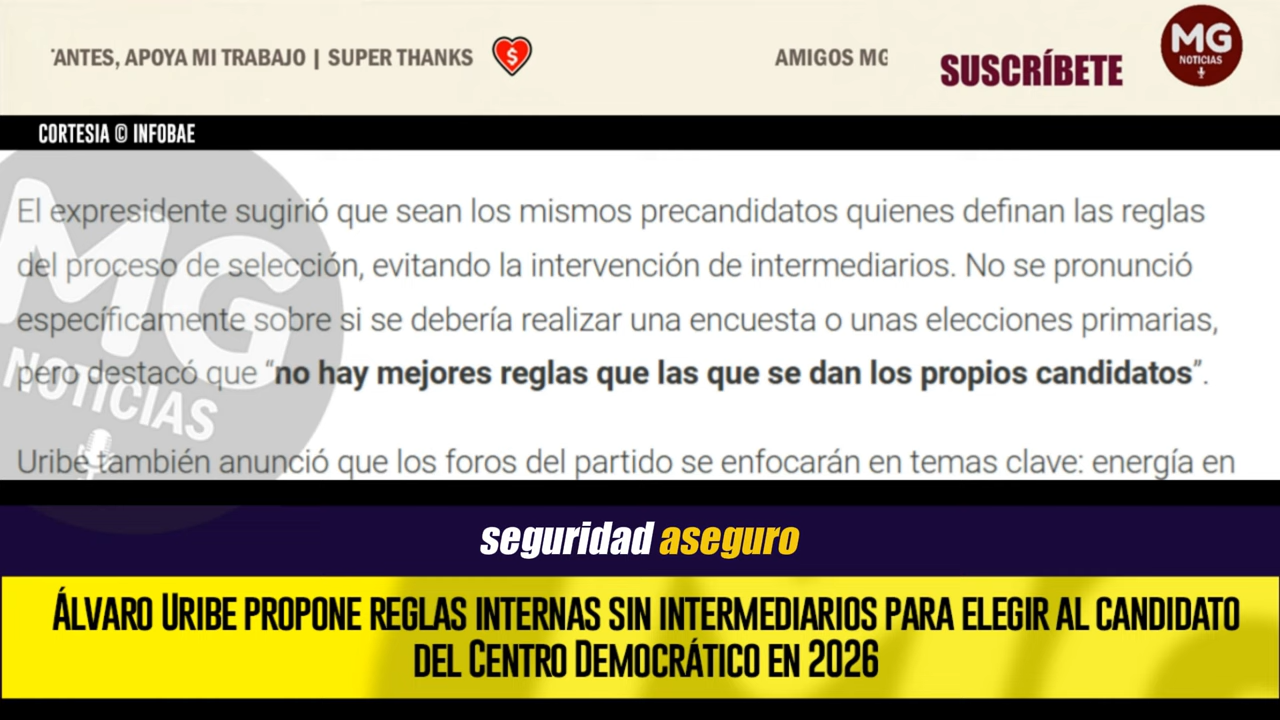 TANTES, APOYA MI TRABAJO | SUPER THANKS
AMIGOS MG
SUSCRÍBETE
MG
NOTICIAS
CORTESIA © INFOBAE
El expresidente sugirió que sean los mismos precandidatos quienes definan las reglas
del proceso de selección, evitando la intervención de intermediarios. No se pronunció
específicamente sobre si se debería realizar una encuesta o unas elecciones primarias,
pero destacó que “no hay mejores reglas que las que se dan los propios candidatos”.
Uribe también anunció que los foros del partido se enfocarán en temas clave: energía en
MG
NOTICIAS
seguridad aseguro
ÁLVARO URIBE PROPONE REGLAS INTERNAS SIN INTERMEDIARIOS PARA ELEGIR AL CANDIDATO
DEL CENTRO DEMOCRÁTICO EN 2026